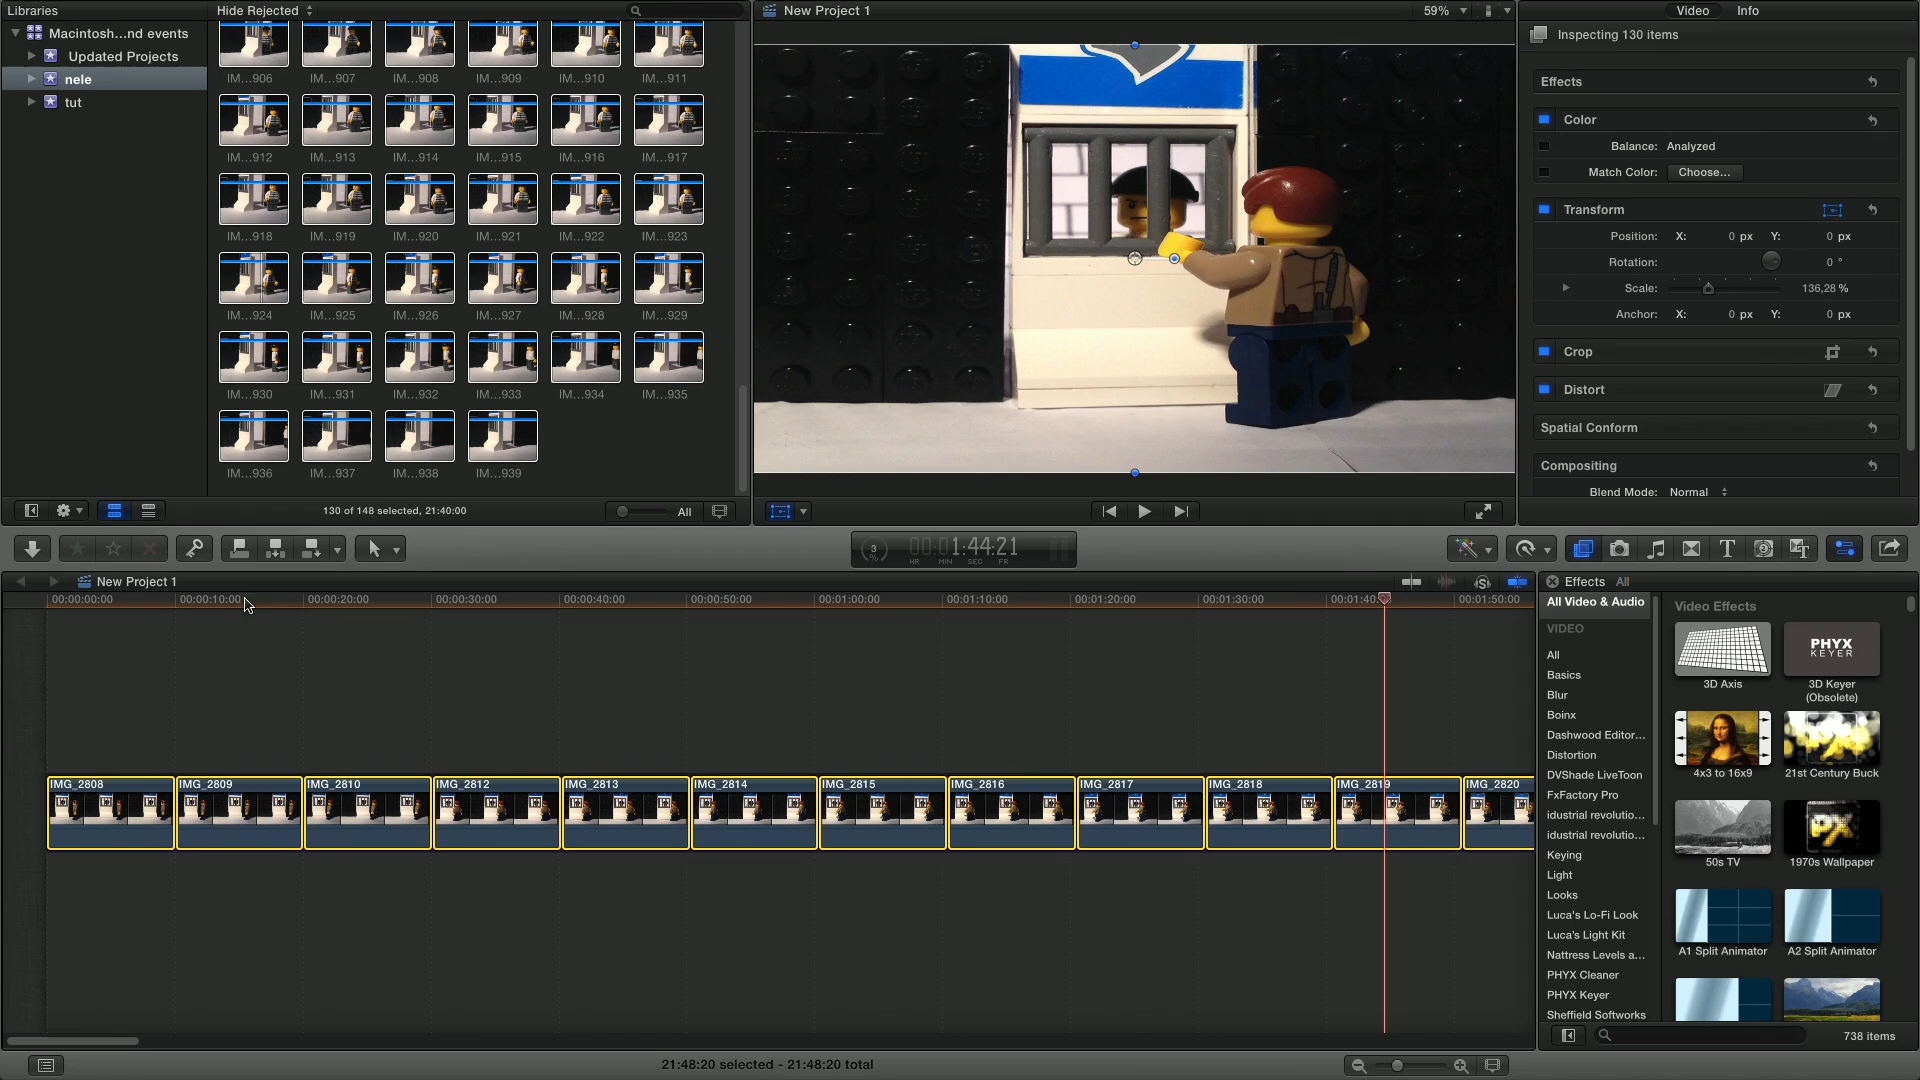 Libraries
Macintosh...nd events
Updated Projects
nele
tut
Hide Rejected
IM...906
IM...907
IM...908
IM...909
IM...910
IM...911
IM...912
IM...913
IM...914
IM...915
IM...916
IM...917
IM...918
IM...919
IM...920
IM...921
IM...922
IM...923
IM...924
IM...925
IM...926
IM...927
IM...928
IM...929
IM...930
IM...931
IM...932
IM...933
IM...934
IM...935
IM...936
IM...937
IM...938
IM...939
130 of 148 selected, 21:40:00
All
New Project 1
59%
Video
Info
Inspecting 130 items
Effects
Color
Balance: Analyzed
Match Color: Choose...
Transform
Position: X: 0 px Y: 0 px
Rotation: 0 °
Scale: 136,28 %
Anchor: X: 0 px Y: 0 px
Crop
Distort
Spatial Conform
Compositing
Blend Mode: Normal
3
%
00:01:44:21
HR MIN SEC FR
New Project 1
00:00:00:00
00:00:10:00
00:00:20:00
00:00:30:00
00:00:40:00
00:00:50:00
00:01:00:00
00:01:10:00
00:01:20:00
00:01:30:00
00:01:40:
00:01:50:00
IMG_2808
IMG_2809
IMG_2810
IMG_2812
IMG_2813
IMG_2814
IMG_2815
IMG_2816
IMG_2817
IMG_2818
IMG_2819
IMG_2820
21:48:20 selected - 21:48:20 total
Effects All
All Video & Audio
VIDEO
All
Basics
Blur
Boinx
Dashwood Editor...
Distortion
DVShade LiveToon
FxFactory Pro
idustrial revolutio...
idustrial revolutio...
Keying
Light
Looks
Luca's Lo-Fi Look
Luca's Light Kit
Nattress Levels a...
PHYX Cleaner
PHYX Keyer
Sheffield Softworks
Video Effects
PHYX
KEYER
3D Axis
3D Keyer
(Obsolete)
4x3 to 16x9
21st Century Buck
50s TV
1970s Wallpaper
A1 Split Animator
A2 Split Animator
738 items